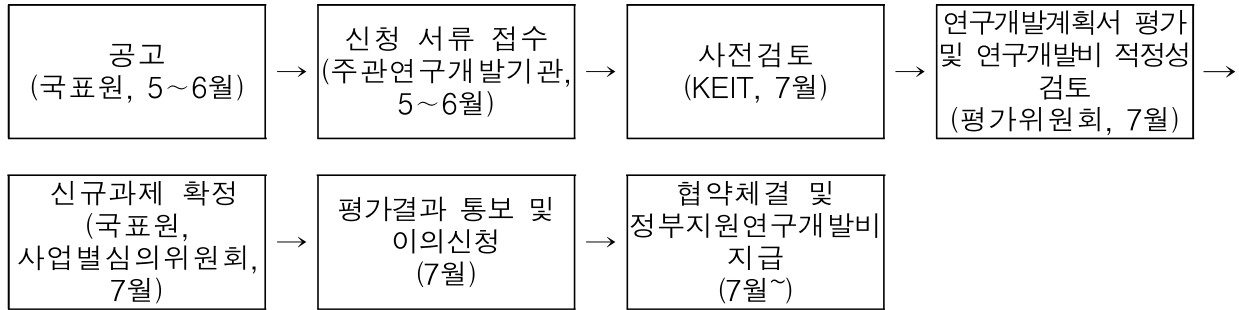 공고
(국표원, 5～6월)
→
신청 서류 접수
(주관연구개발기관,
5～6월)
→
사전검토
(KEIT, 7월)
→
연구개발계획서 평가
및 연구개발비 적정성
검토
(평가위원회, 7월)
→
신규과제 확정
(국표원,
사업별심의위원회,
7월)
→
평가결과 통보 및
이의신청
(7월)
→
협약체결 및
정부지원연구개발비
지급
(7월~)